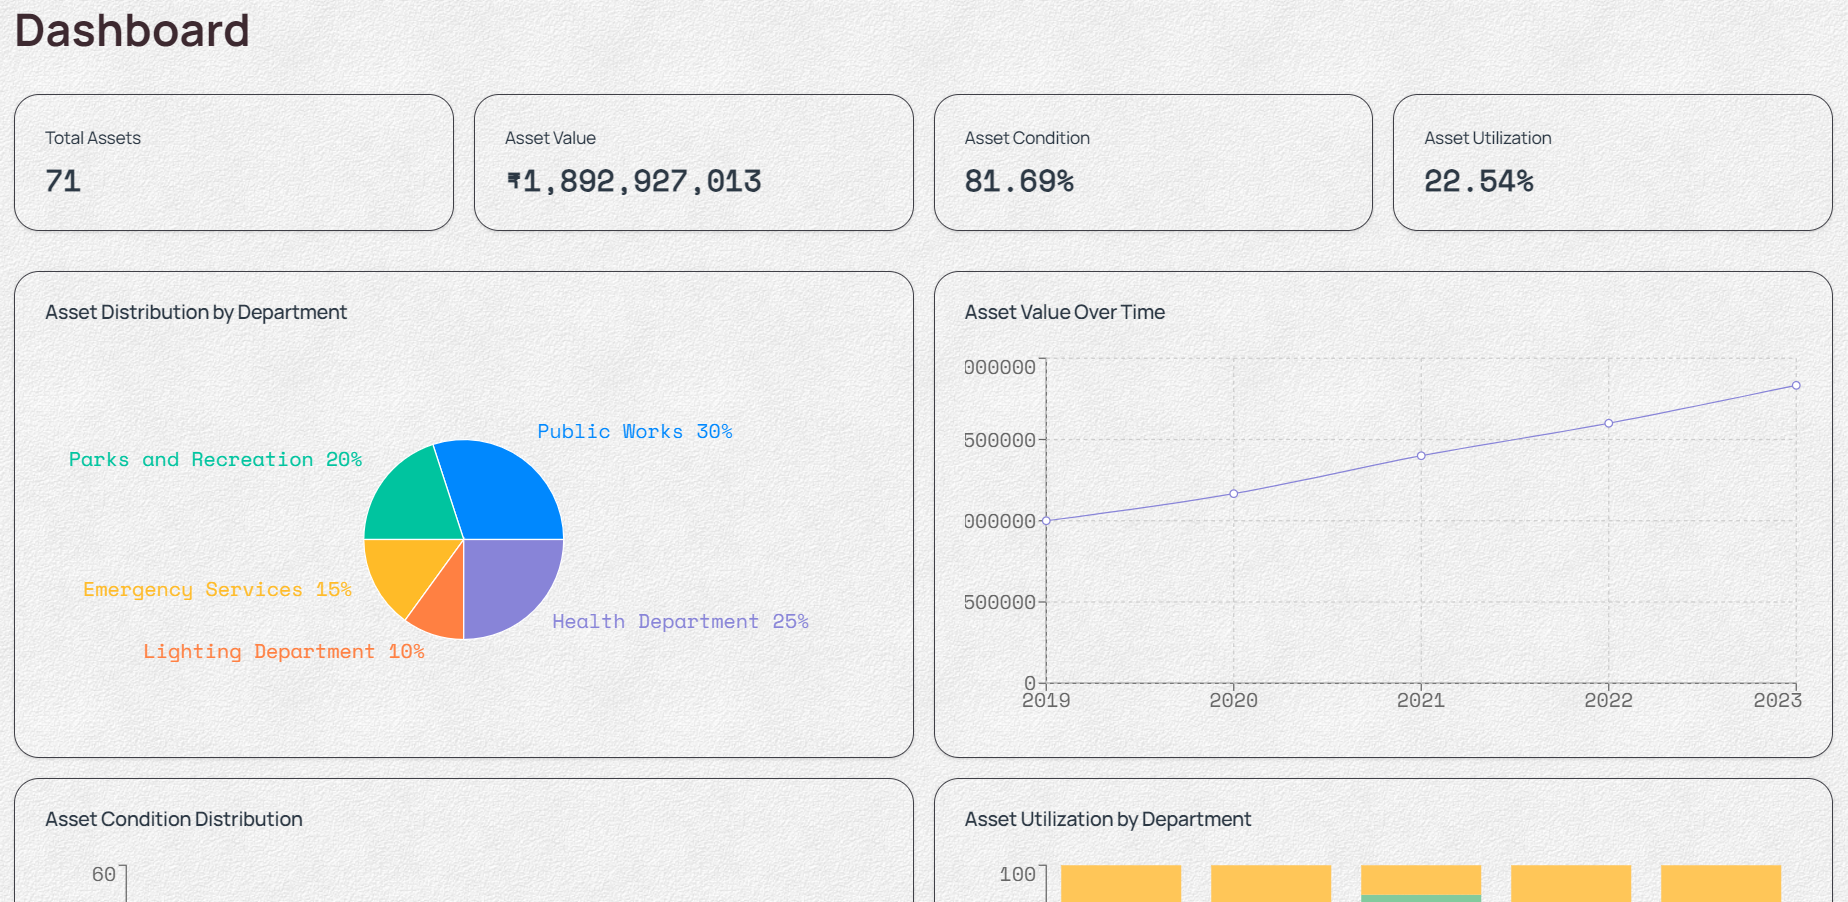 Dashboard
Total Assets
71
Asset Value
₹1,892,927,013
Asset Condition
81.69%
Asset Utilization
22.54%
Asset Distribution by Department
Public Works 30%
Parks and Recreation 20%
Emergency Services 15%
Health Department 25%
Lighting Department 10%
Asset Value Over Time
000000
500000
000000
500000
0
2019 2020 2021 2022 2023
Asset Condition Distribution
60
Asset Utilization by Department
100